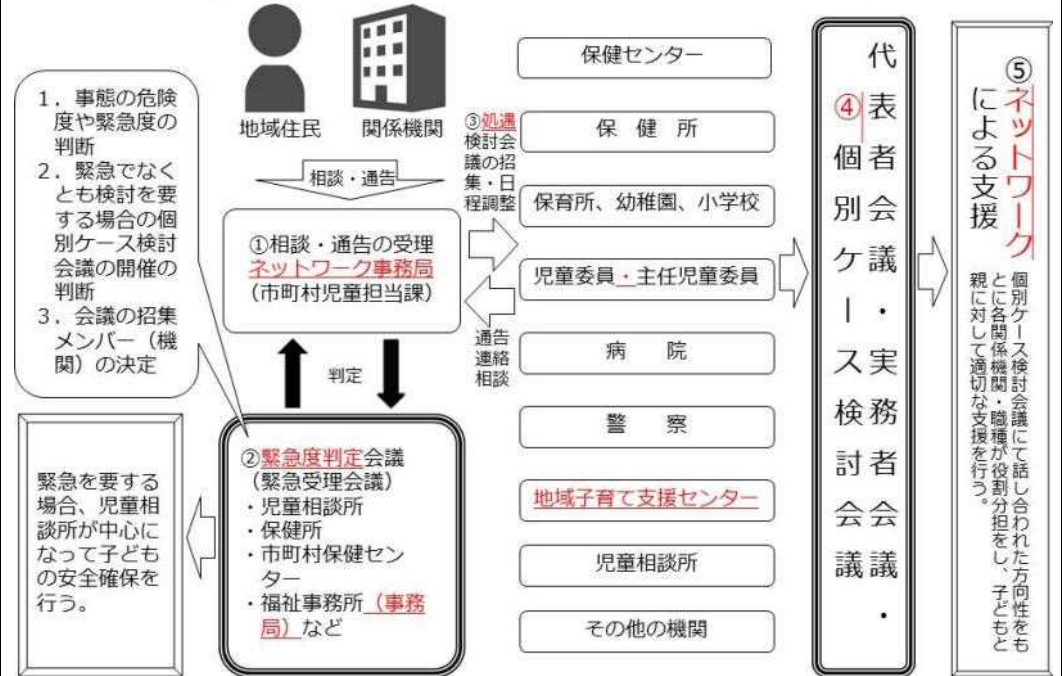 地域住民
関係機関
相談・通告
①相談・通告の受理
ネットワーク事務局
(市町村児童担当課)
判定
1.事態の危険
度や緊急度の
判断
2.緊急でなく
とも検討を要
する場合の個
別ケース検討
会議の開催の
判断
3.会議の招集
メンバー(機
関)の決定
②緊急度判定会議
(緊急受理会議)
・児童相談所
・保健所
・市町村保健セン
ター
・福祉事務所(事務
局)など
緊急を要する
場合、児童相
談所が中心に
なって子ども
の安全確保を
行う。
③処遇
検討会
議の招
集・日
程調整
通告
連絡
相談
保健センター
保 健 所
保育所、幼稚園、小学校
児童委員・主任児童委員
病 院
警 察
地域子育て支援センター
児童相談所
その他の機関
代表者会議・実務者会議・
④個別ケース検討会議
⑤ネットワーク
による支援
個別ケース検討会議にて話し合われた方向性をも
とに各関係機関・職種が役割分担をし、子どもと
親に対して適切な支援を行う。